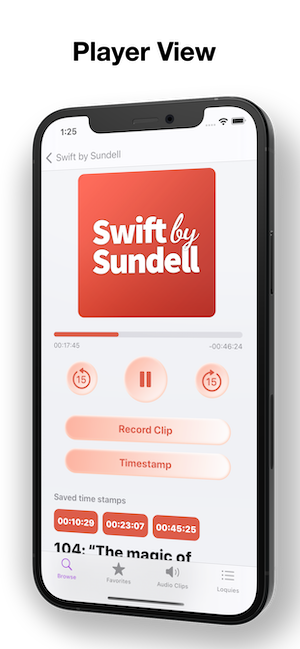 Player View
1:25
Swift by Sundell
Swift by
Sundell
00:17:45
-00:46:24
15
15
Record Clip
Timestamp
Saved time stamps
00:10:29
00:23:07
00:45:25
104: “The magic of
Browse
Favorites
Audio Clips
Loquies